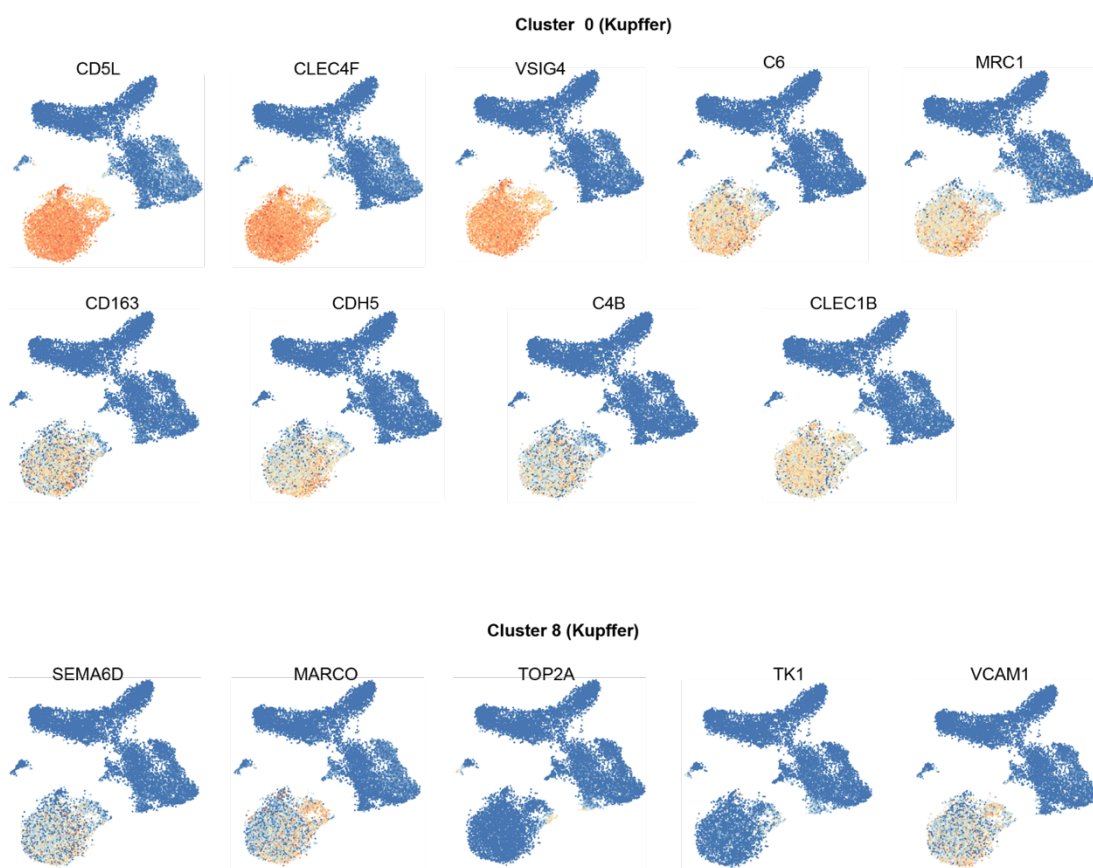 Cluster 0 (Kupffer)
CD5L CLEC4F VSIG4 C6 MRC1
CD163 CDH5 C4B CLEC1B
Cluster 8 (Kupffer)
SEMA6D MARCO TOP2A TK1 VCAM1